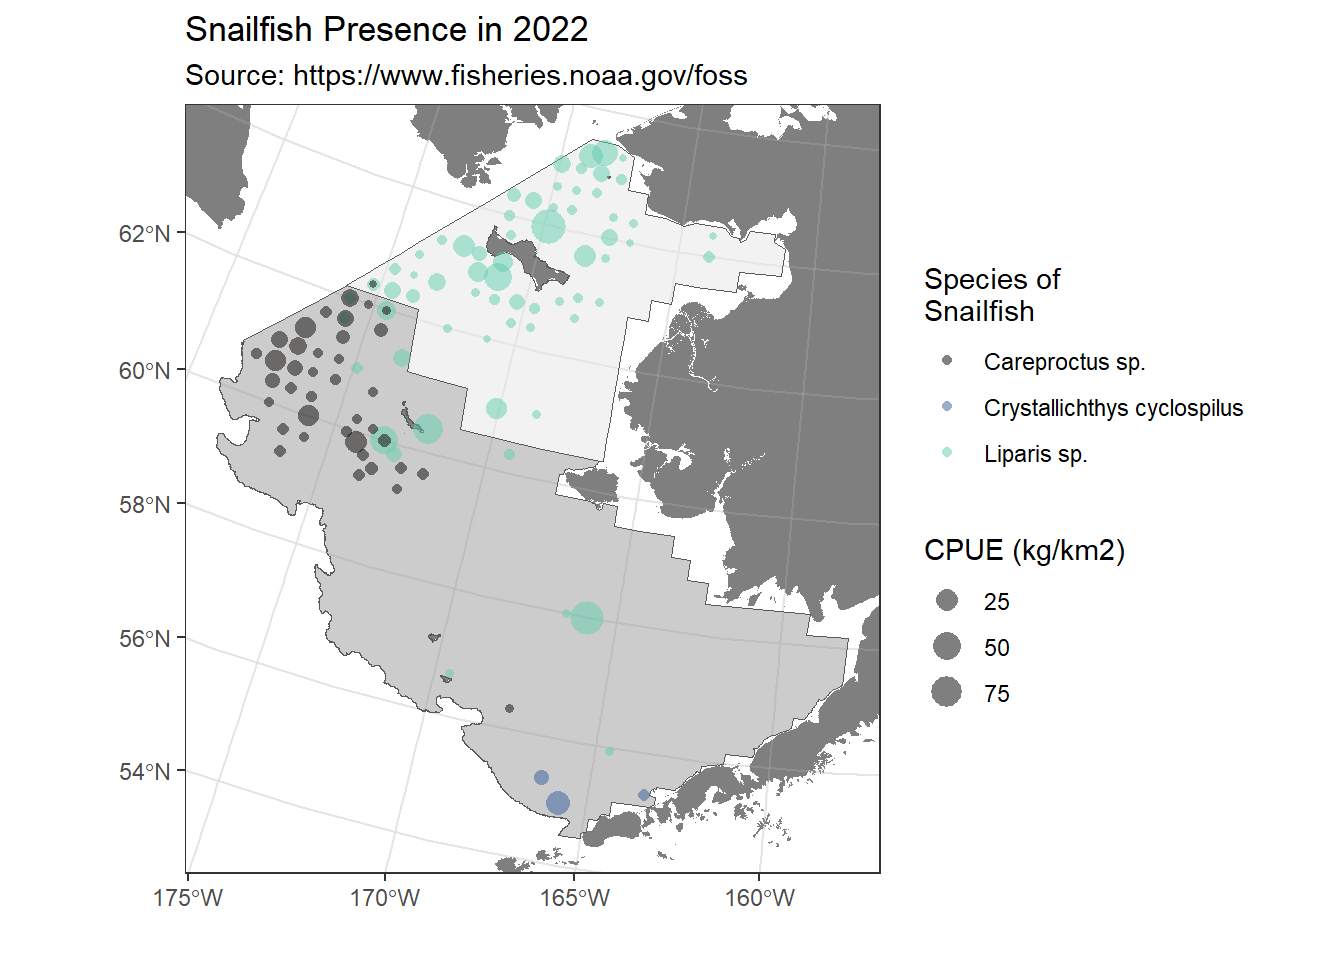 Snailfish Presence in 2022
Source: https://www.fisheries.noaa.gov/foss
62°N
60°N
58°N
56°N
54°N
175°W
170°W
165°W
160°W
Species of
Snailfish
Careproctus sp.
Crystallichthys cyclospilus
Liparis sp.
CPUE (kg/km2)
25
50
75